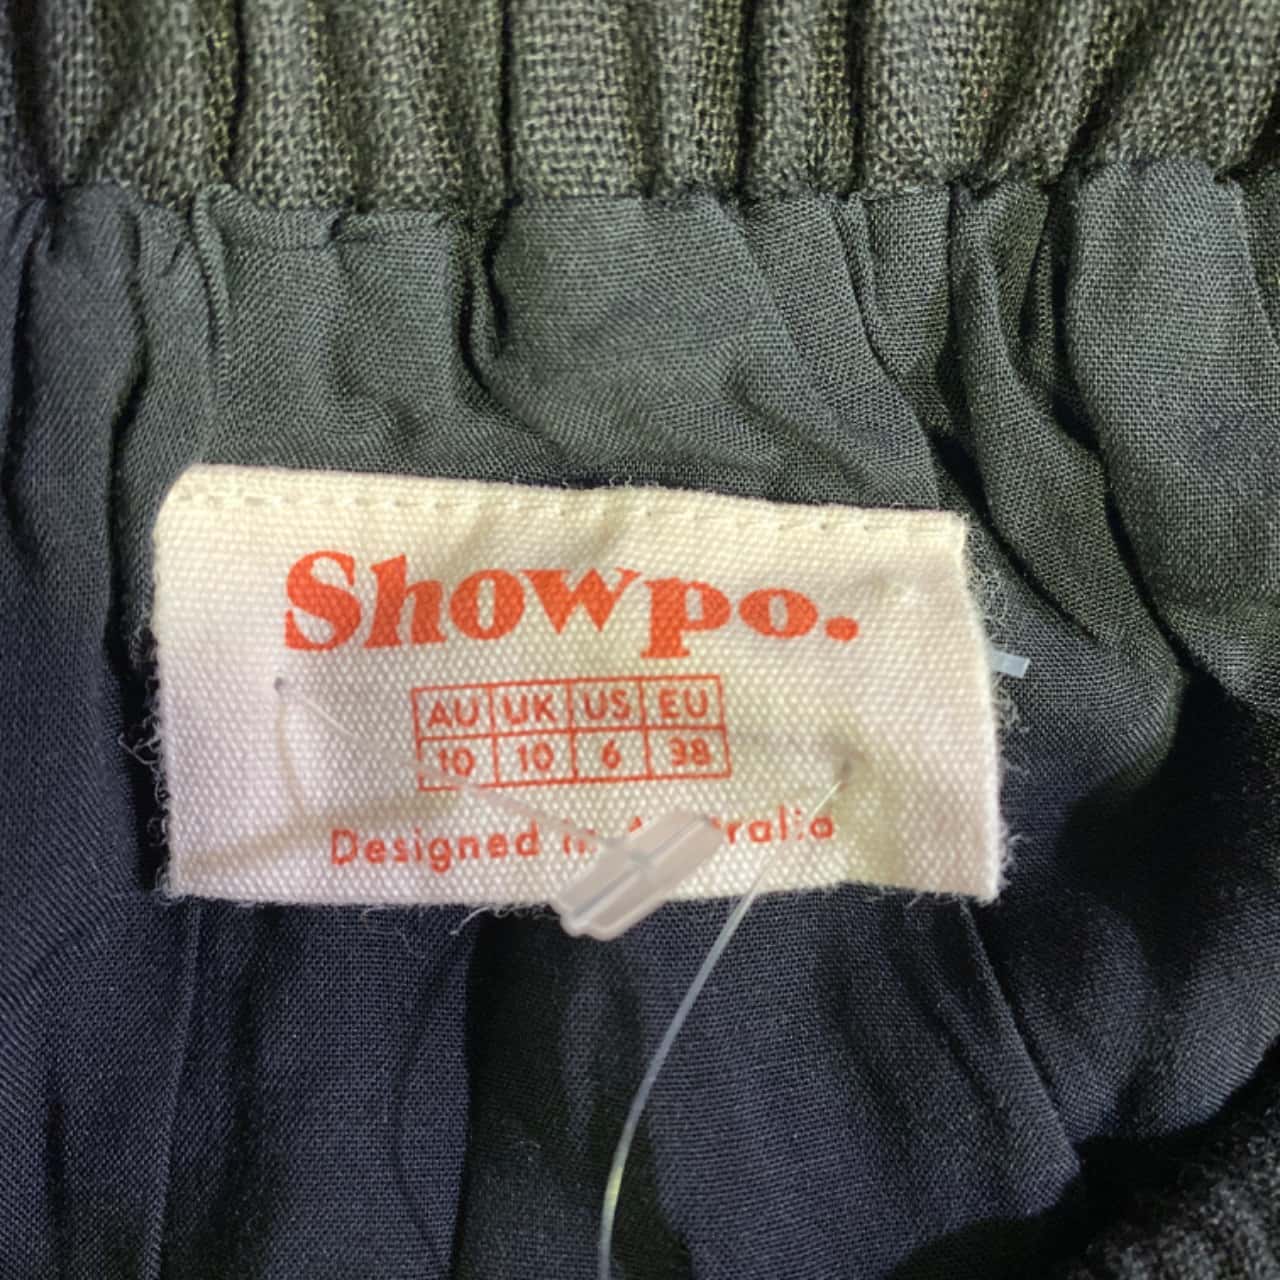 Showpo.
AU UK US EU
10 10 6 38
Designed in